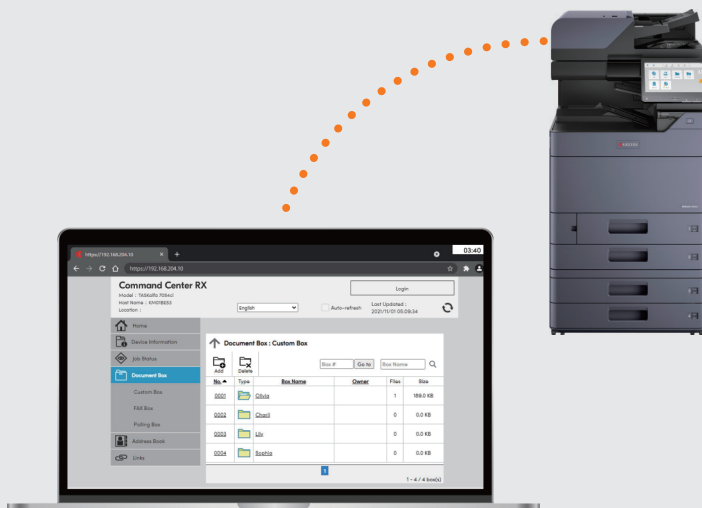 https://192.168.204.10
03:40
https://192.168.204.10
Command Center RX
Model : TASKalfa 7054ci
Host Name : KM01BE53
Location :
Login
English
Auto-refresh
Last Updated :
2021/11/01 05:09:34
Home
Device Information
Job Status
Document Box
Custom Box
FAX Box
Polling Box
Address Book
Links
Document Box : Custom Box
Add
Delete
Box #
Go to
Box Name
No. Type Box Name Owner Files Size
0001 Olivia 1 188.0 KB
0002 Charli 0 0.0 KB
0003 Lily 0 0.0 KB
0004 Sophia 0 0.0 KB
1
1 - 4 / 4 box(s)